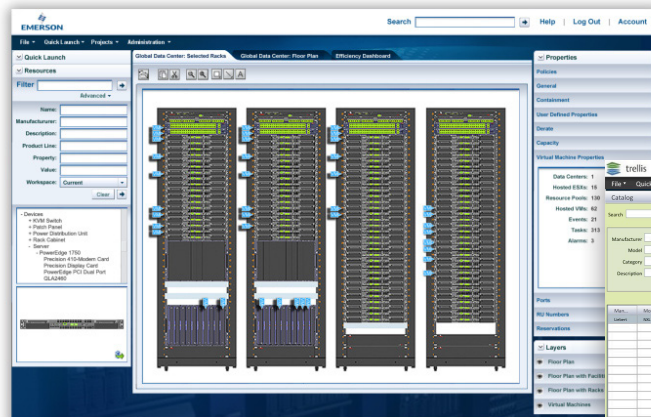 EMERSON
Search
Help | Log Out | Account
File Quick Launch Projects Administration
Quick Launch
Resources
Filter
Advanced
Name:
Manufacturer:
Description:
Product Line:
Property:
Value:
Workspace: Current
Clear
- Devices
+ KVM Switch
+ Patch Panel
+ Power Distribution Unit
+ Rack Cabinet
- Server
- PowerEdge 1750
Precision 410-Modem Card
Precision Display Card
PowerEdge PCI Dual Port
GLA2460
Global Data Center: Selected Racks
Global Data Center: Floor Plan
Efficiency Dashboard
A
Properties
Policies
General
Containment
User Defined Properties
Derate
Capacity
Virtual Machine Properties
Data Centers: 1
Hosted ESXs: 15
Resource Pools: 130
Hosted VMs: 62
Events: 21
Tasks: 313
Alarms: 3
Ports
RU Numbers
Reservations
Layers
Floor Plan
Floor Plan with Faciliti
Floor Plan with Racks
Virtual Machines
trellis
File Quick
Catalog
Search
Manufacturer
Model
Category
Description
Man... Mo
Liebert